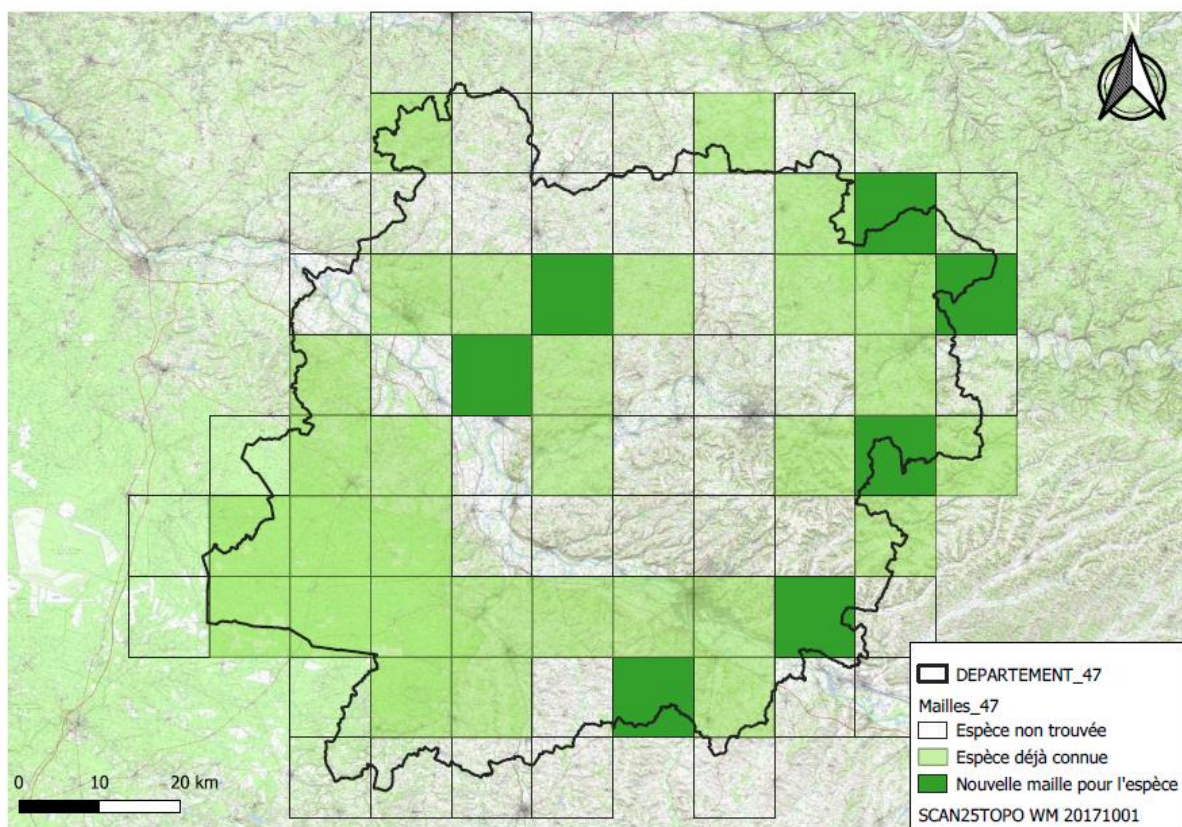 N
DEPARTEMENT_47
Mailles_47
Espèce non trouvée
Espèce déjà connue
Nouvelle maille pour l'espèce
SCAN25TOPO WM 20171001
0 10 20 km